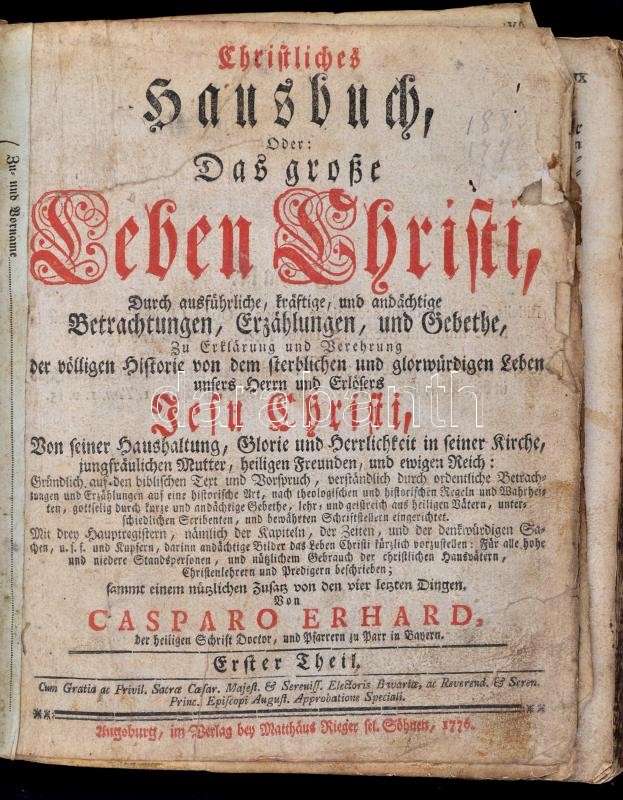 Christliches
Hausbuch,
Oder:
Das große
Leben Christi,
Durch ausführliche, kräftige, und andächtige
Betrachtungen, Erzählungen, und Gebethe,
Zu Erklärung und Verehrung
der völligen Historie von dem sterblichen und glorwürdigen Leben
unsers Herrn und Erlösers
Jesu Christi,
Von seiner Haushaltung, Glorie und Herrlichkeit in seiner Kirche,
jungfräulichen Mutter, heiligen Freunden, und ewigen Reich:
Gründlich auf den biblischen Text und Vorspruch, verständlich durch ordentliche Betrach-
tungen und Erzählungen auf eine historische Art, nach theologischen und historischen Regeln und Wahrhei-
ten, gottselig durch kurze und andächtige Gebethe, lehr- und geistreich aus heiligen Vätern, unter-
schiedlichen Scribenten, und bewährten Schriftstellern eingerichtet.
Mit drey Hauptregistern, nämlich der Kapiteln, der Zeiten, und der denkwürdigen Sa-
chen, u.s.f. und Kupfern, darinn andächtige Bilder das Leben Christi kürzlich vorzustellen: Für alle hohe
und niedere Standspersonen, und nützlichem Gebrauch der christlichen Hausvätern,
Christenlehrern und Predigern beschrieben;
sammt einem nützlichen Zusatz von den vier letzten Dingen.
Von
CASPARO ERHARD,
der heiligen Schrift Doctor, und Pfarrern zu Parr in Bayern.
Erster Theil.
Cum Gratia ac Privil. Sacræ Cæsar. Majest. & Sereniss. Electoris Bavariæ, ac Reverend. & Seren.
Princ. Episcopi August. Approbatione Speciali.
Augsburg, im Verlag bey Matthäus Rieger sel. Söhnen, 1776.
Zu- und Vorname
darabanth